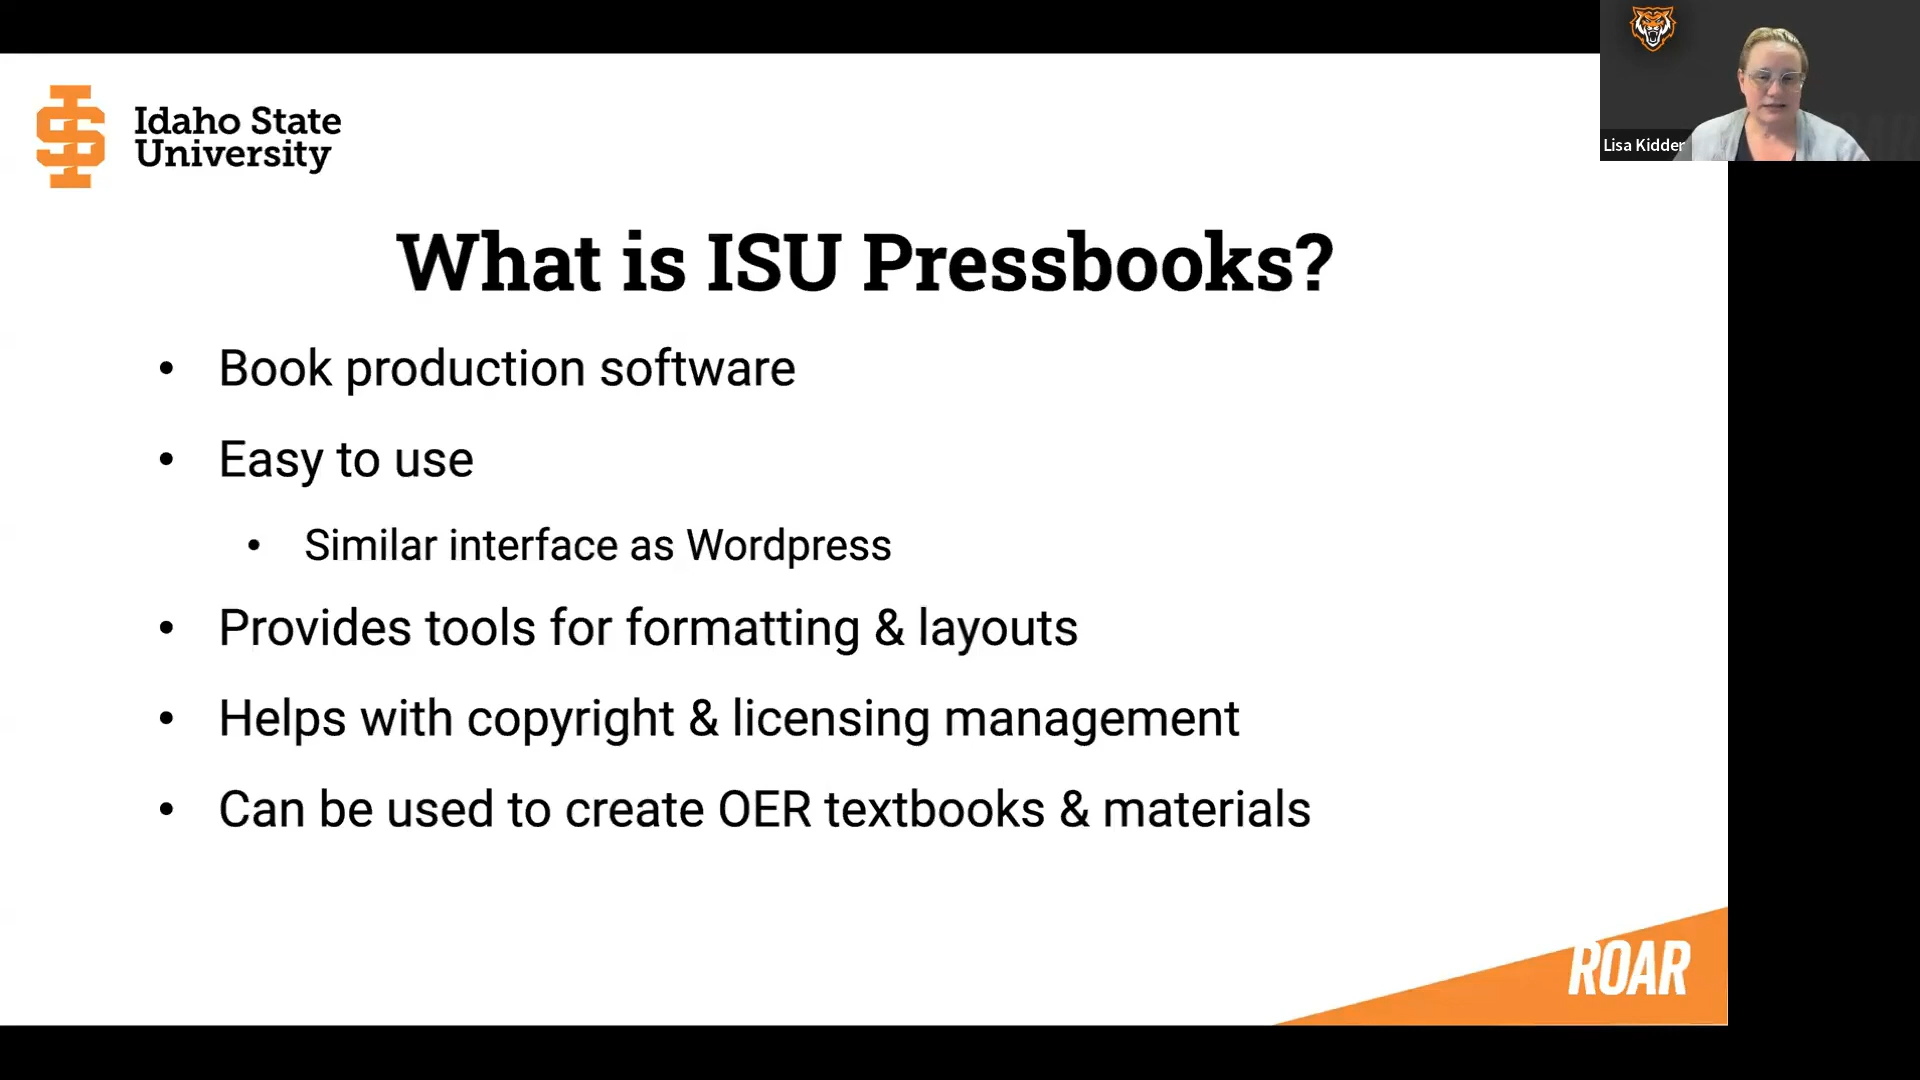 Idaho State
University
Lisa Kidder
What is ISU Pressbooks?
• Book production software
• Easy to use
• Similar interface as Wordpress
• Provides tools for formatting & layouts
• Helps with copyright & licensing management
• Can be used to create OER textbooks & materials
ROAR